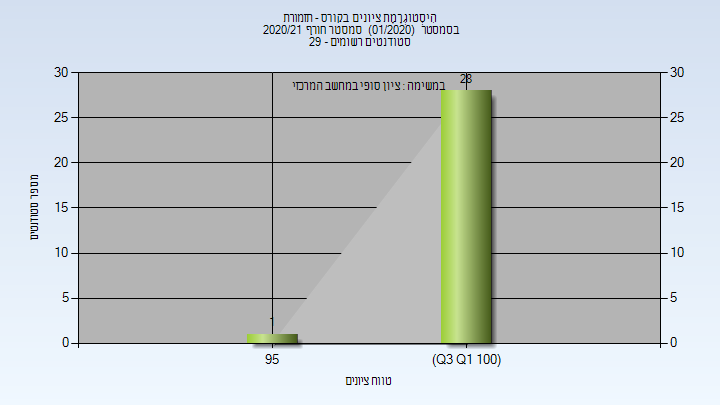 היסטוגרמת ציונים בקורס - תזמורת
בסמסטר (01/2020) סמסטר חורף 2020/21
סטודנטים רשומים - 29
במשימה : ציון סופי במחשב המרכזי
30
25
20
15
10
5
0
30
25
20
15
10
5
0
28
1
מספר סטודנטים
95
(Q3 Q1 100)
טווח ציונים